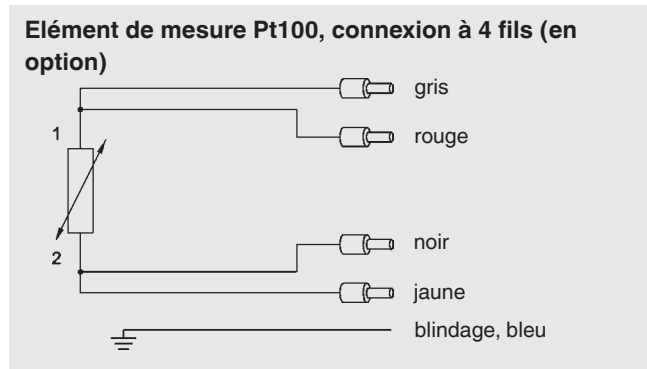 Elément de mesure Pt100, connexion à 4 fils (en
option)
gris
1
rouge
2
noir
jaune
blindage, bleu